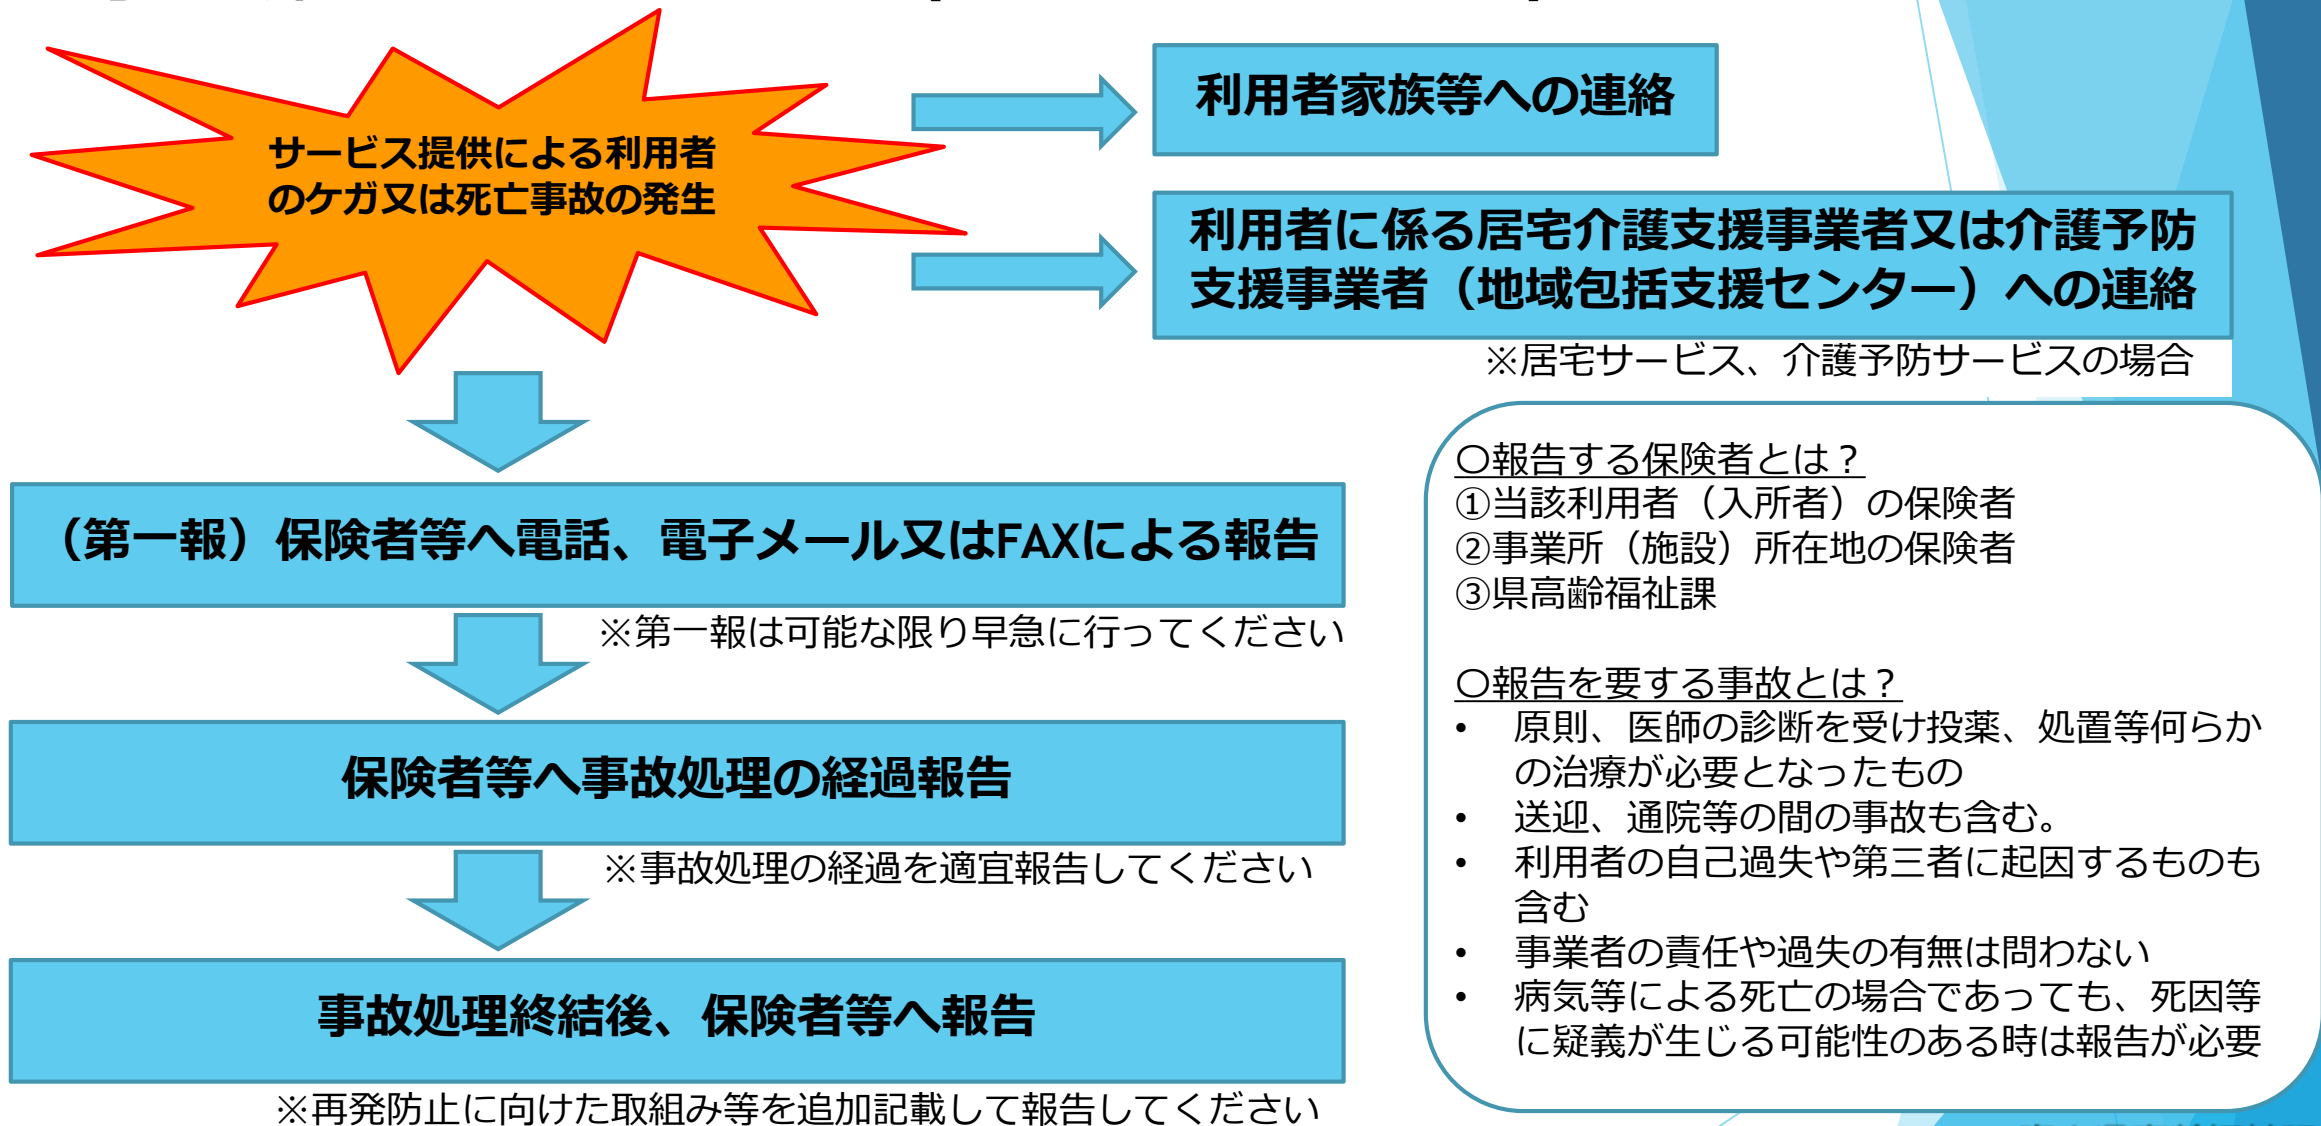 サービス提供による利用者
のケガ又は死亡事故の発生
利用者家族等への連絡
利用者に係る居宅介護支援事業者又は介護予防
支援事業者（地域包括支援センター）への連絡
※居宅サービス、介護予防サービスの場合
（第一報）保険者等へ電話、電子メール又はFAXによる報告
※第一報は可能な限り早急に行ってください
保険者等へ事故処理の経過報告
※事故処理の経過を適宜報告してください
事故処理終結後、保険者等へ報告
※再発防止に向けた取組み等を追加記載して報告してください
〇報告する保険者とは？
①当該利用者（入所者）の保険者
②事業所（施設）所在地の保険者
③県高齢福祉課
〇報告を要する事故とは？
• 原則、医師の診断を受け投薬、処置等何らか
の治療が必要となったもの
• 送迎、通院等の間の事故も含む。
• 利用者の自己過失や第三者に起因するものも
含む
• 事業者の責任や過失の有無は問わない
• 病気等による死亡の場合であっても、死因等
に疑義が生じる可能性のある時は報告が必要